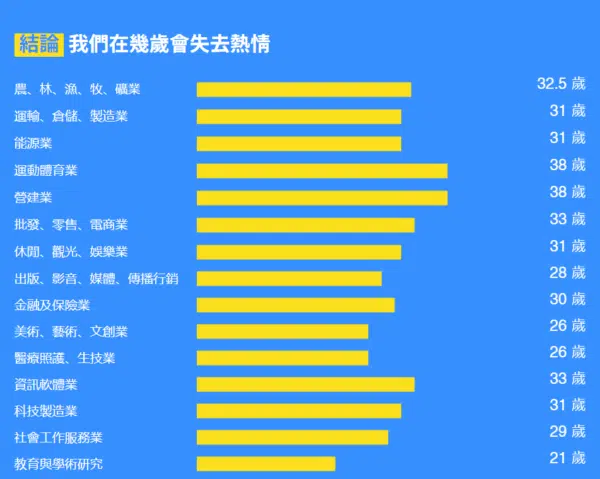 結論 我們在幾歲會失去熱情
農、林、漁、牧、礦業 32.5 歲
運輸、倉儲、製造業 31 歲
能源業 31 歲
運動體育業 38 歲
營建業 38 歲
批發、零售、電商業 33 歲
休閒、觀光、娛樂業 31 歲
出版、影音、媒體、傳播行銷 28 歲
金融及保險業 30 歲
美術、藝術、文創業 26 歲
醫療照護、生技業 26 歲
資訊軟體業 33 歲
科技製造業 31 歲
社會工作服務業 29 歲
教育與學術研究 21 歲